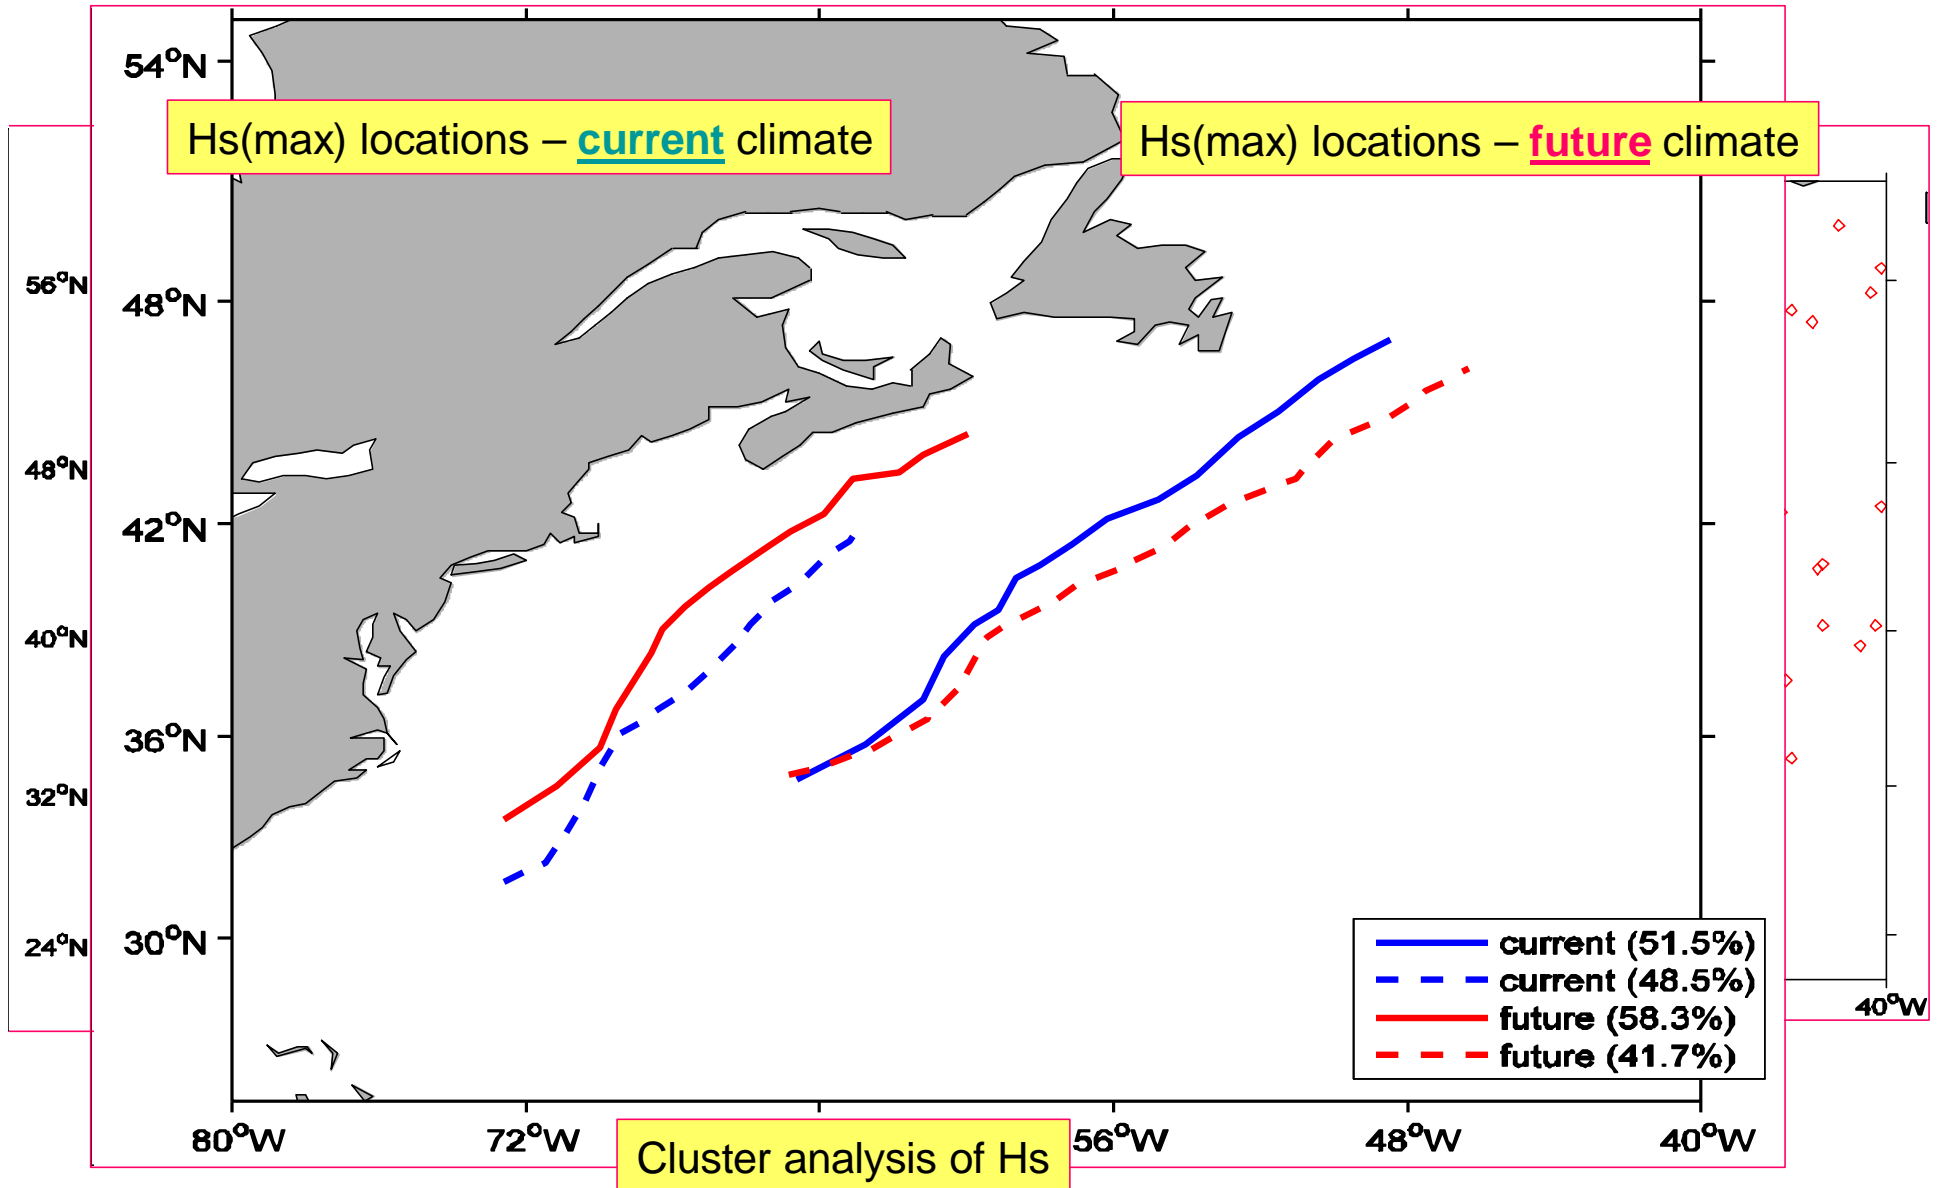 54°N
Hs(max) locations – current climate
Hs(max) locations – future climate
56°N
48°N
48°N
42°N
40°N
36°N
32°N
30°N
24°N
current (51.5%)
current (48.5%)
future (58.3%)
future (41.7%)
40°W
80°W
72°W
56°W
48°W
40°W
Cluster analysis of Hs